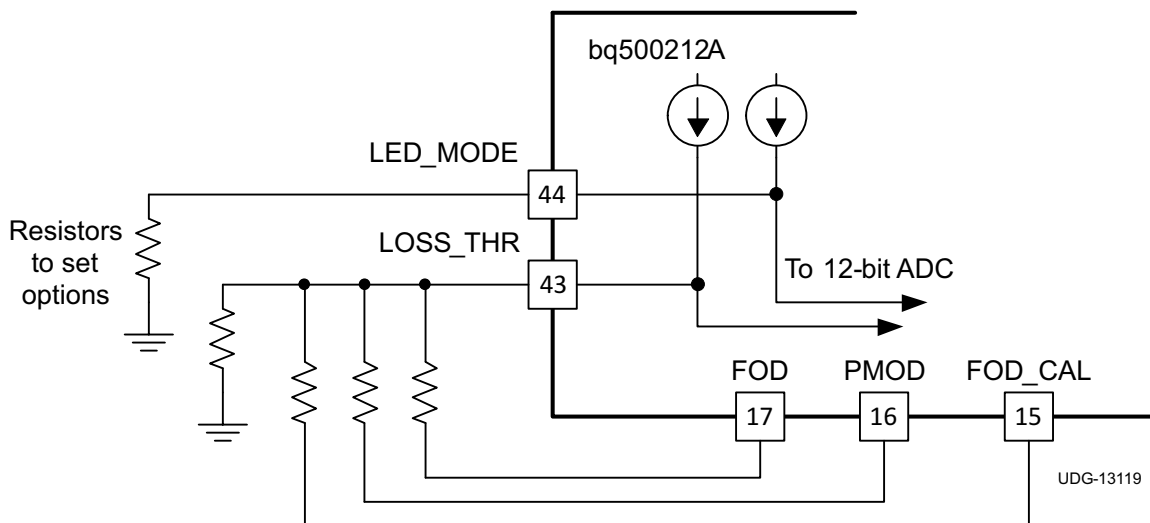 bq500212A
LED_MODE
44
Resistors
to set
options
LOSS_THR
43
To 12-bit ADC
FOD
PMOD
FOD_CAL
17
16
15
UDG-13119